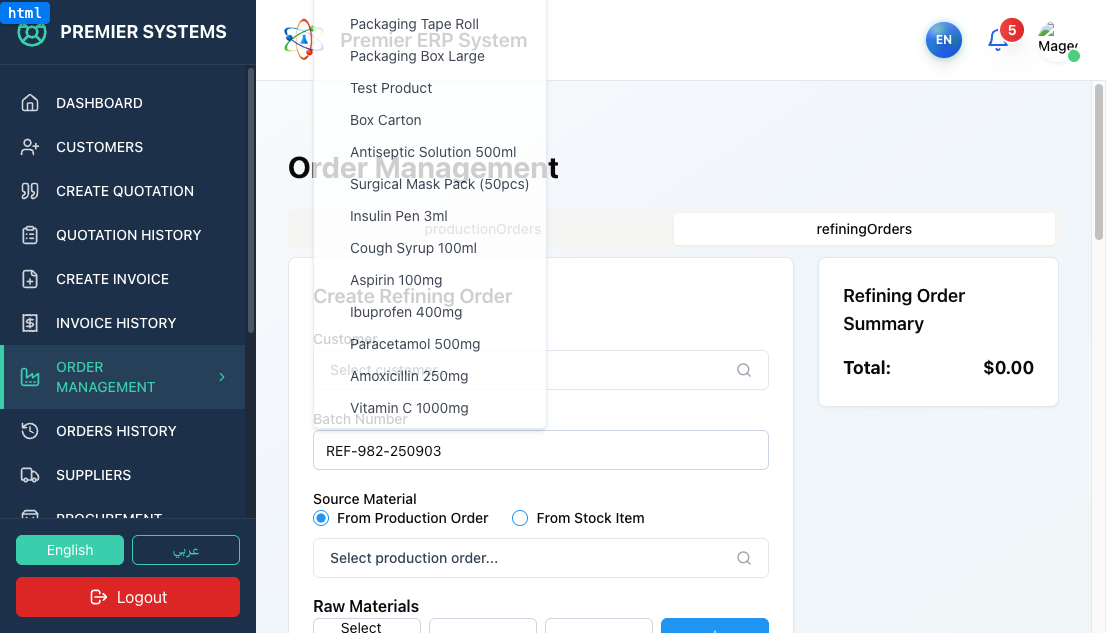 html
PREMIER SYSTEMS
DASHBOARD
CUSTOMERS
CREATE QUOTATION
QUOTATION HISTORY
CREATE INVOICE
INVOICE HISTORY
ORDER
MANAGEMENT
ORDERS HISTORY
SUPPLIERS
PROCUREMENT
English
عربي
Logout
Premier ERP System
EN
5
Mage
Order Management
productionOrders
refiningOrders
Packaging Tape Roll
Packaging Box Large
Test Product
Box Carton
Antiseptic Solution 500ml
Surgical Mask Pack (50pcs)
Insulin Pen 3ml
Cough Syrup 100ml
Aspirin 100mg
Ibuprofen 400mg
Paracetamol 500mg
Amoxicillin 250mg
Vitamin C 1000mg
Create Refining Order
Customer
Select customer
Batch Number
REF-982-250903
Source Material
From Production Order
From Stock Item
Select production order...
Raw Materials
Select
Refining Order
Summary
Total:
$0.00